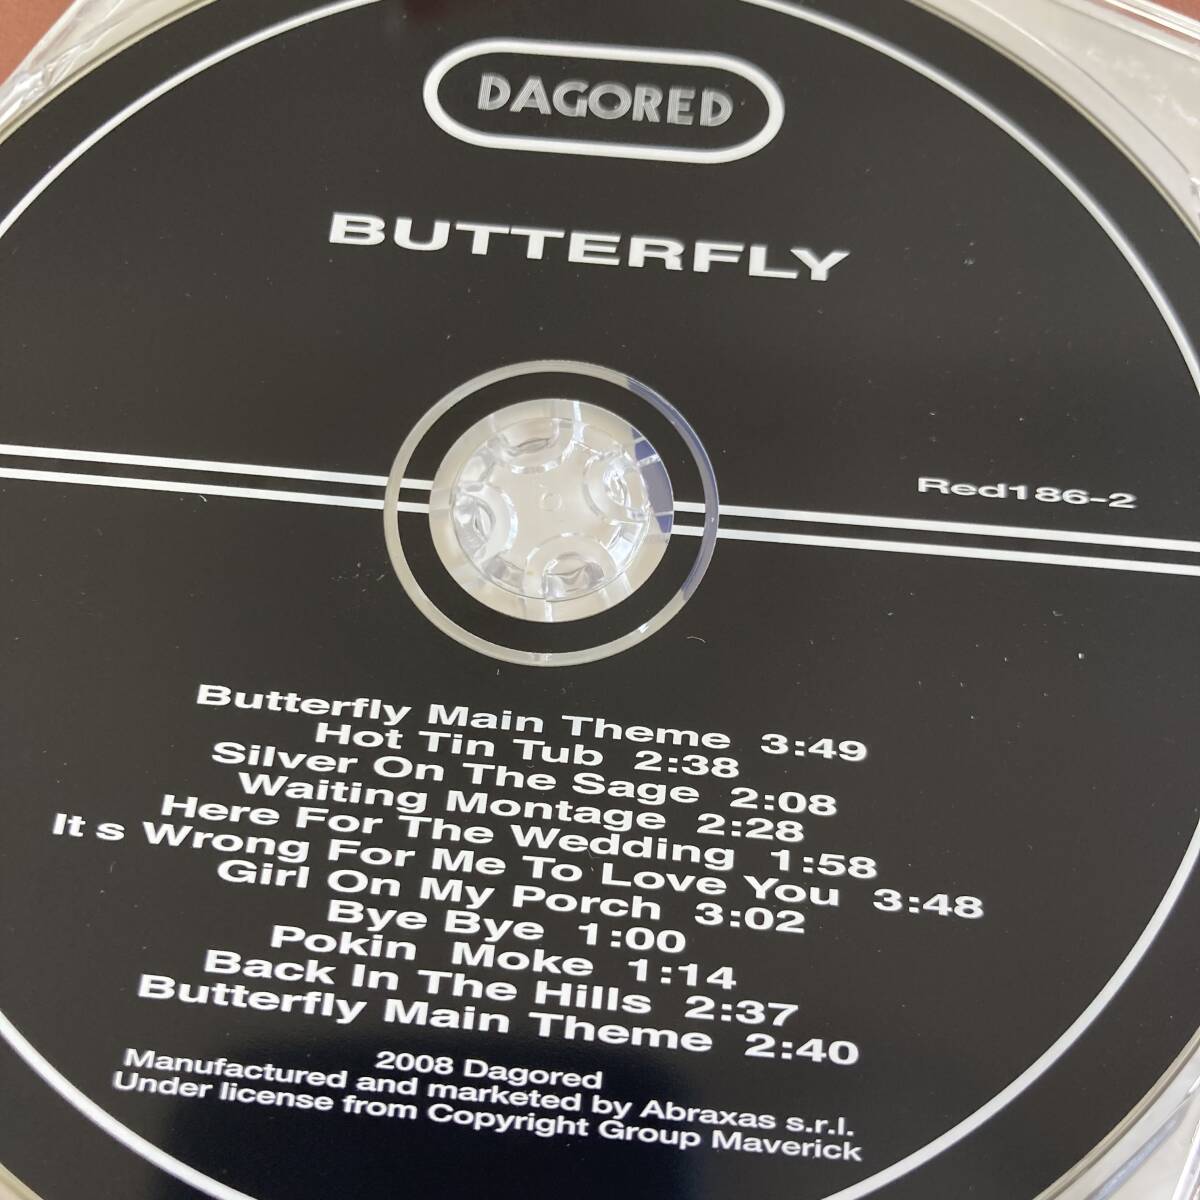 DAGORED
BUTTERFLY
Red186-2
Butterfly Main Theme 3:49
Hot Tin Tub 2:38
Silver On The Sage 2:08
Waiting Montage 2:28
Here For The Wedding 1:58
It s Wrong For Me To Love You 3:48
Girl On My Porch 3:02
Bye Bye 1:00
Pokin Moke 1:14
Back In The Hills 2:37
Butterfly Main Theme 2:40
2008 Dagored
Manufactured and marketed by Abraxas s.r.l.
Under license from Copyright Group Maverick